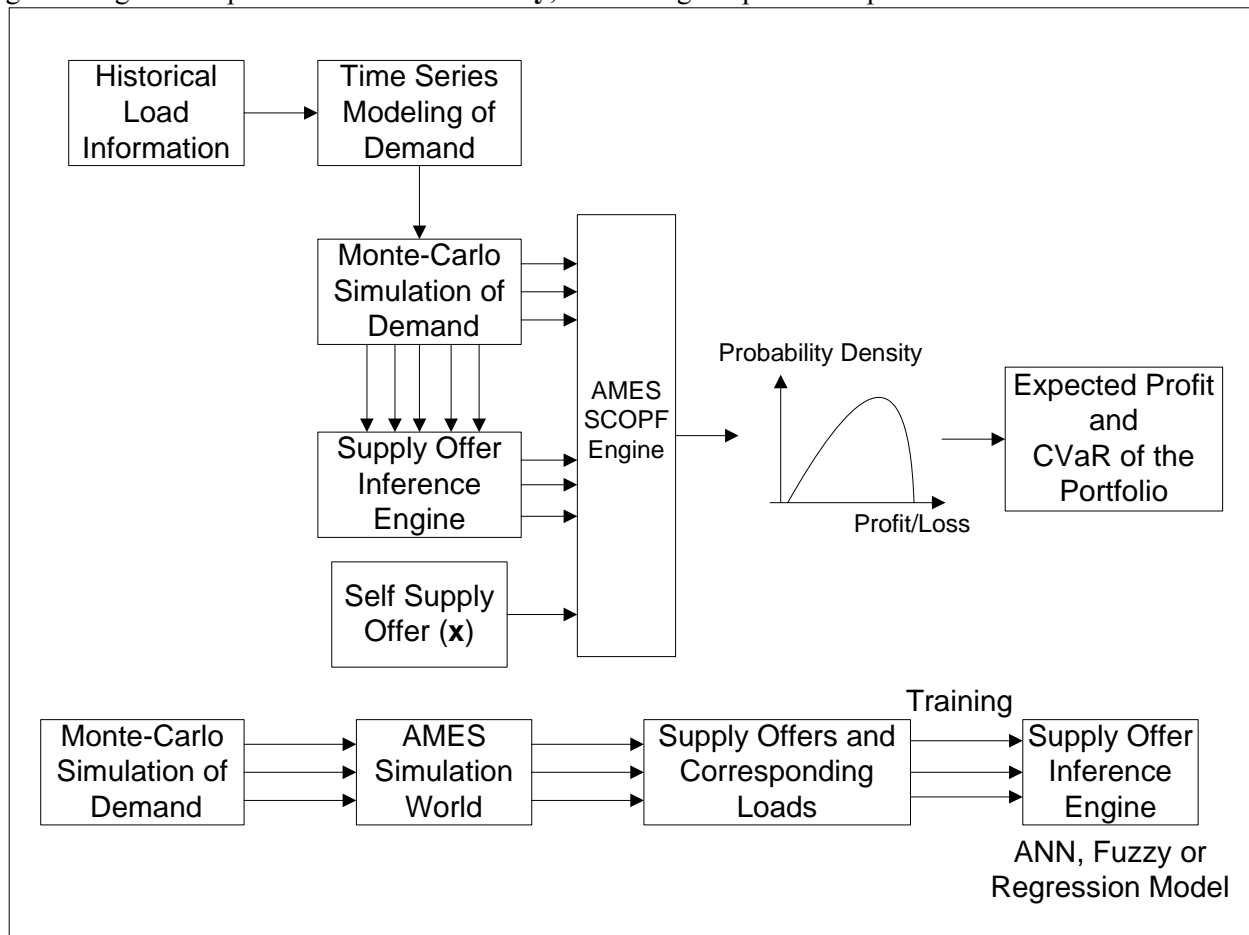 Historical
Load
Information
Time Series
Modeling of
Demand
Monte-Carlo
Simulation of
Demand
Supply Offer
Inference
Engine
Self Supply
Offer (x)
AMES
SCOPF
Engine
Probability Density
Profit/Loss
Expected Profit
and
CVaR of the
Portfolio
Monte-Carlo
Simulation of
Demand
AMES
Simulation
World
Supply Offers and
Corresponding
Loads
Training
Supply Offer
Inference
Engine
ANN, Fuzzy or
Regression Model